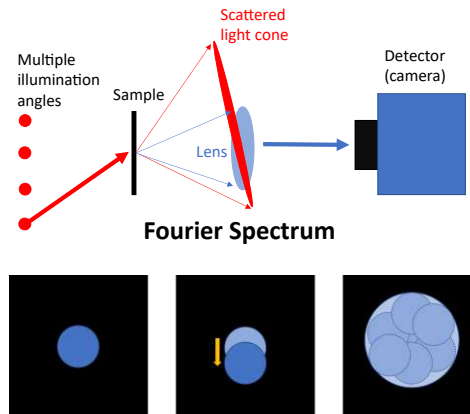 Scattered
light cone
Multiple
illumination
angles
Sample
Detector
(camera)
Lens
Fourier Spectrum